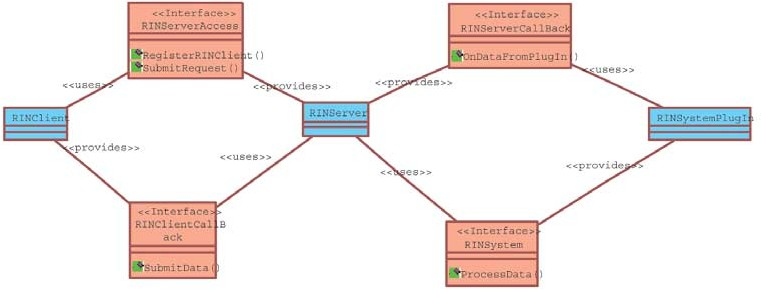 <<Interface>>
RINServerAccess
RegisterRINClient()
SubmitRequest()
<<Interface>>
RINServerCallBack
OnDataFromPlugIn()
<<uses>>
<<provides>>
<<provides>>
<<uses>>
RINClient
RINServer
RINSystemPlugIn
<<provides>>
<<uses>>
<<uses>>
<<provides>>
<<Interface>>
RINClientCallB
ack
SubmitData()
<<Interface>>
RINSystem
ProcessData()